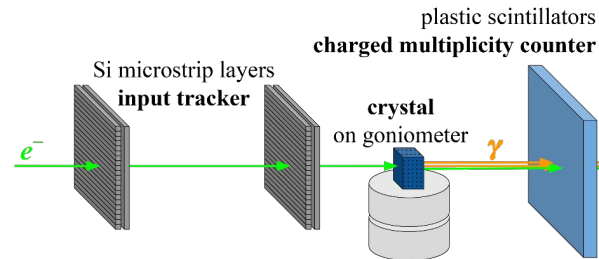 plastic scintillators
charged multiplicity counter
Si microstrip layers
input tracker
crystal
on goniometer
e⁻
γ